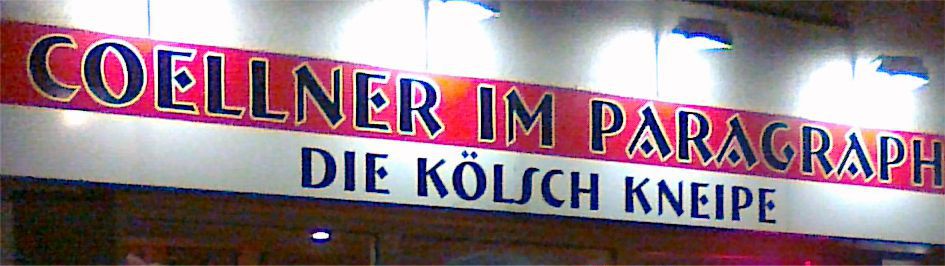 COELLNER IM PARAGRAPH
DIE KÖLSCH KNEIPE